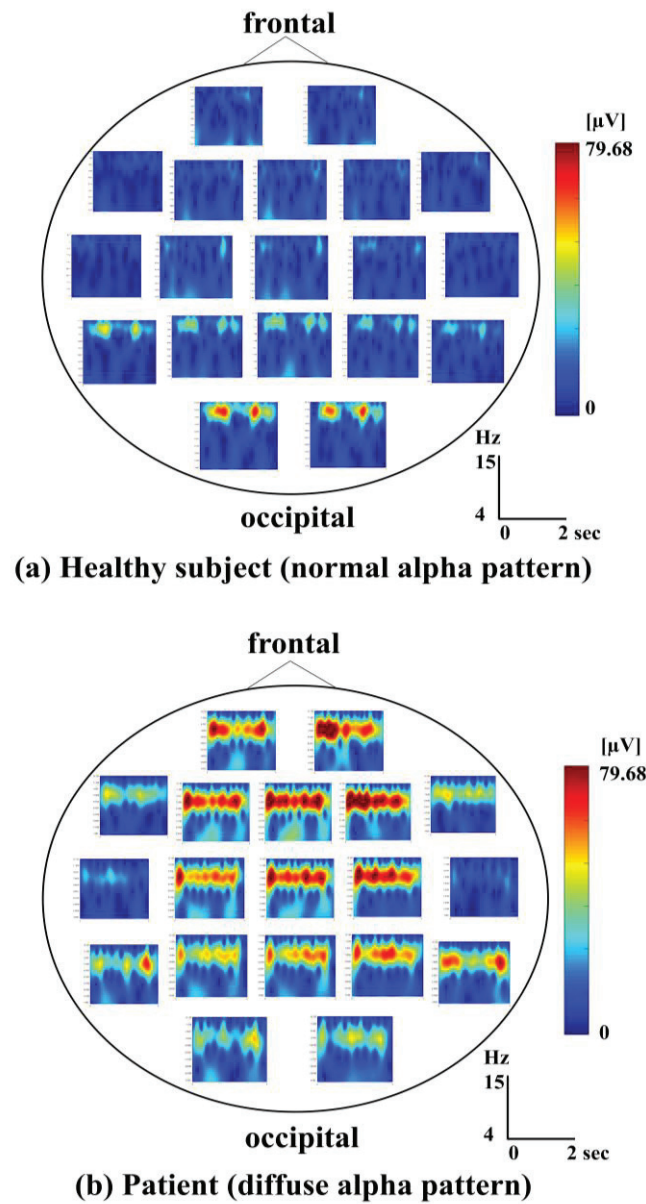 frontal
[µV]
79.68
0
Hz
15
4
0 2 sec
occipital
(a) Healthy subject (normal alpha pattern)
frontal
[µV]
79.68
0
Hz
15
4
0 2 sec
occipital
(b) Patient (diffuse alpha pattern)